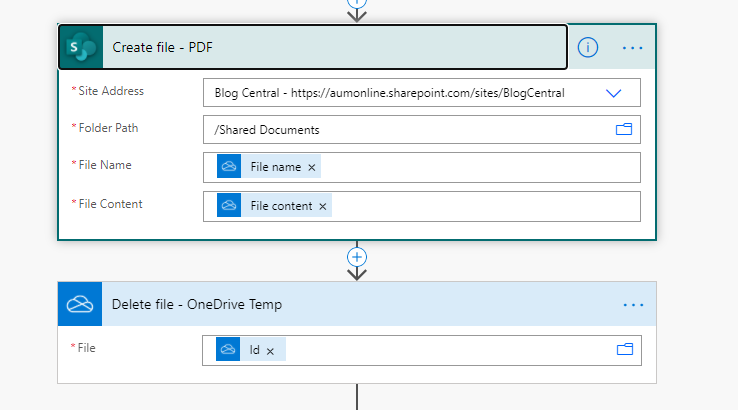 Create file - PDF
* Site Address
Blog Central - https://aumonline.sharepoint.com/sites/BlogCentral
* Folder Path
/Shared Documents
* File Name
File name ×
* File Content
File content ×
Delete file - OneDrive Temp
* File
Id ×